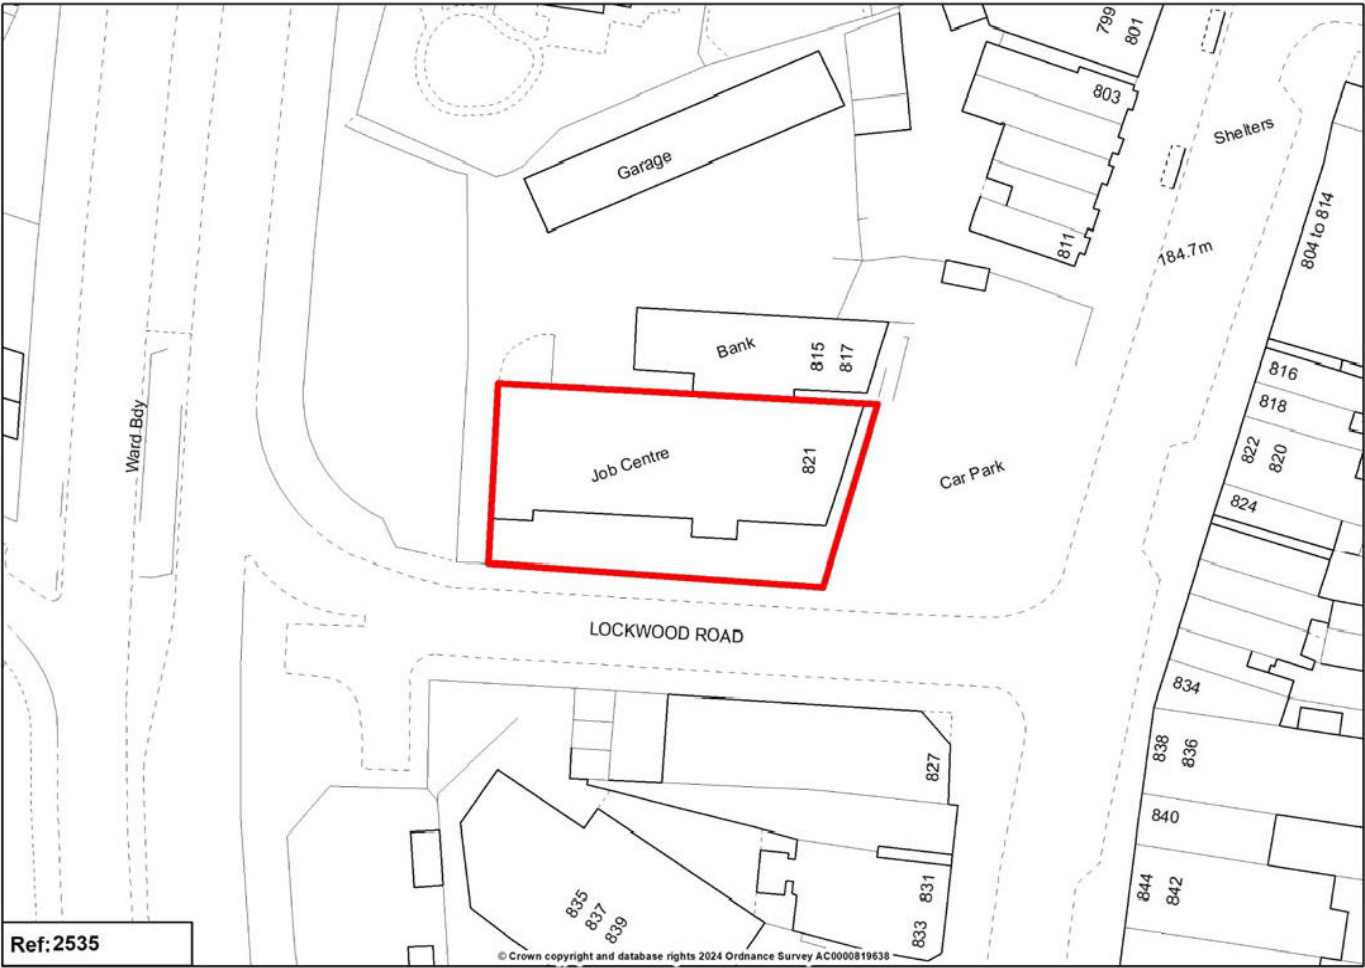 799
801
803
Shelters
Garage
811
184.7m
804 to 814
Bank
815
817
816
818
822
820
824
Ward Bdy
Job Centre
821
Car Park
LOCKWOOD ROAD
834
838
836
827
840
844
842
835
837
839
831
833
Ref:2535
© Crown copyright and database rights 2024 Ordnance Survey AC0000819638